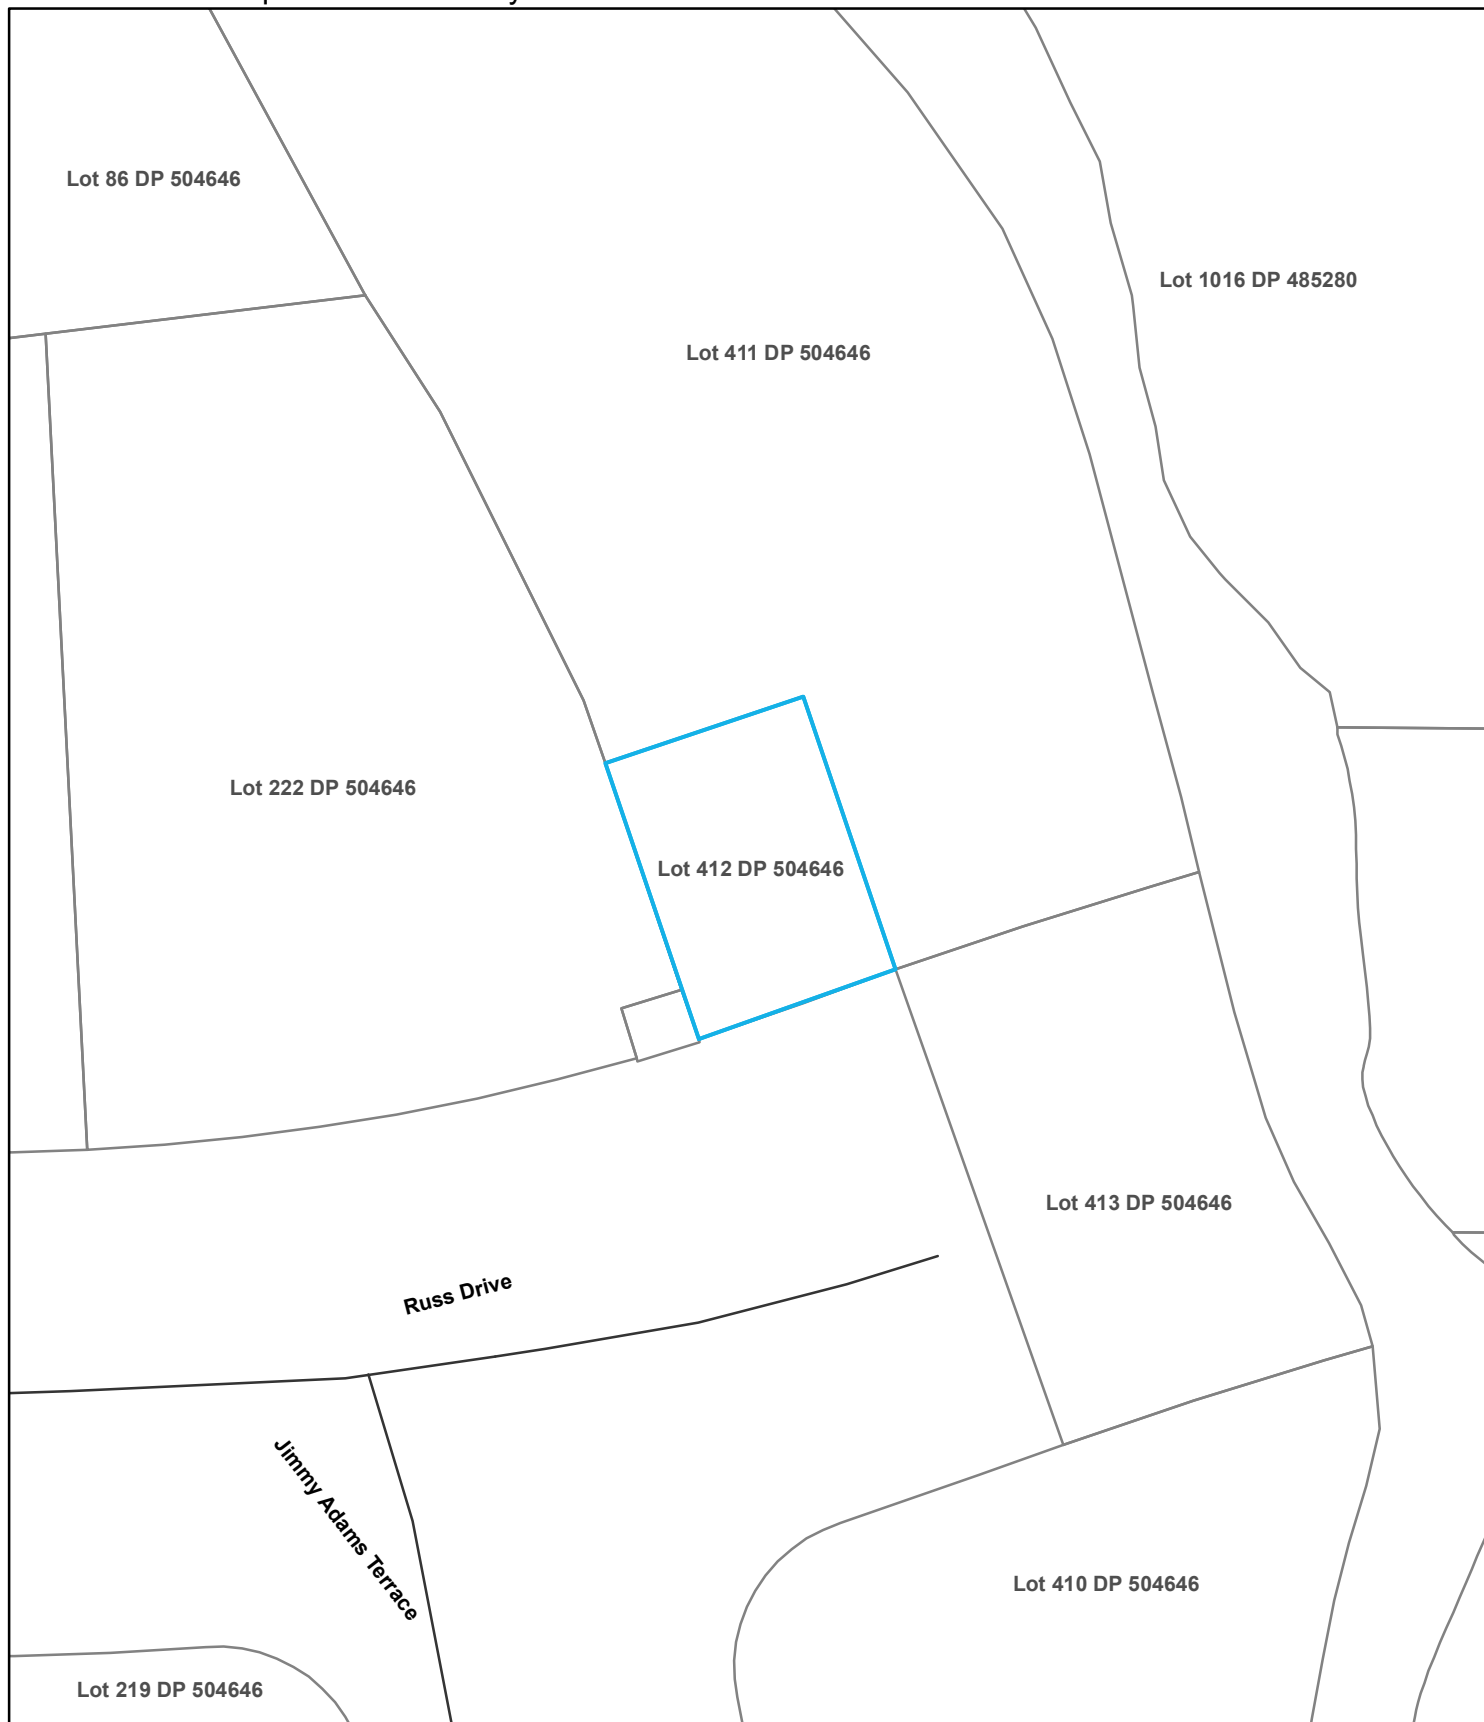 Lot 86 DP 504646
Lot 1016 DP 485280
Lot 411 DP 504646
Lot 222 DP 504646
Lot 412 DP 504646
Lot 413 DP 504646
Russ Drive
Jimmy Adams Terrace
Lot 410 DP 504646
Lot 219 DP 504646